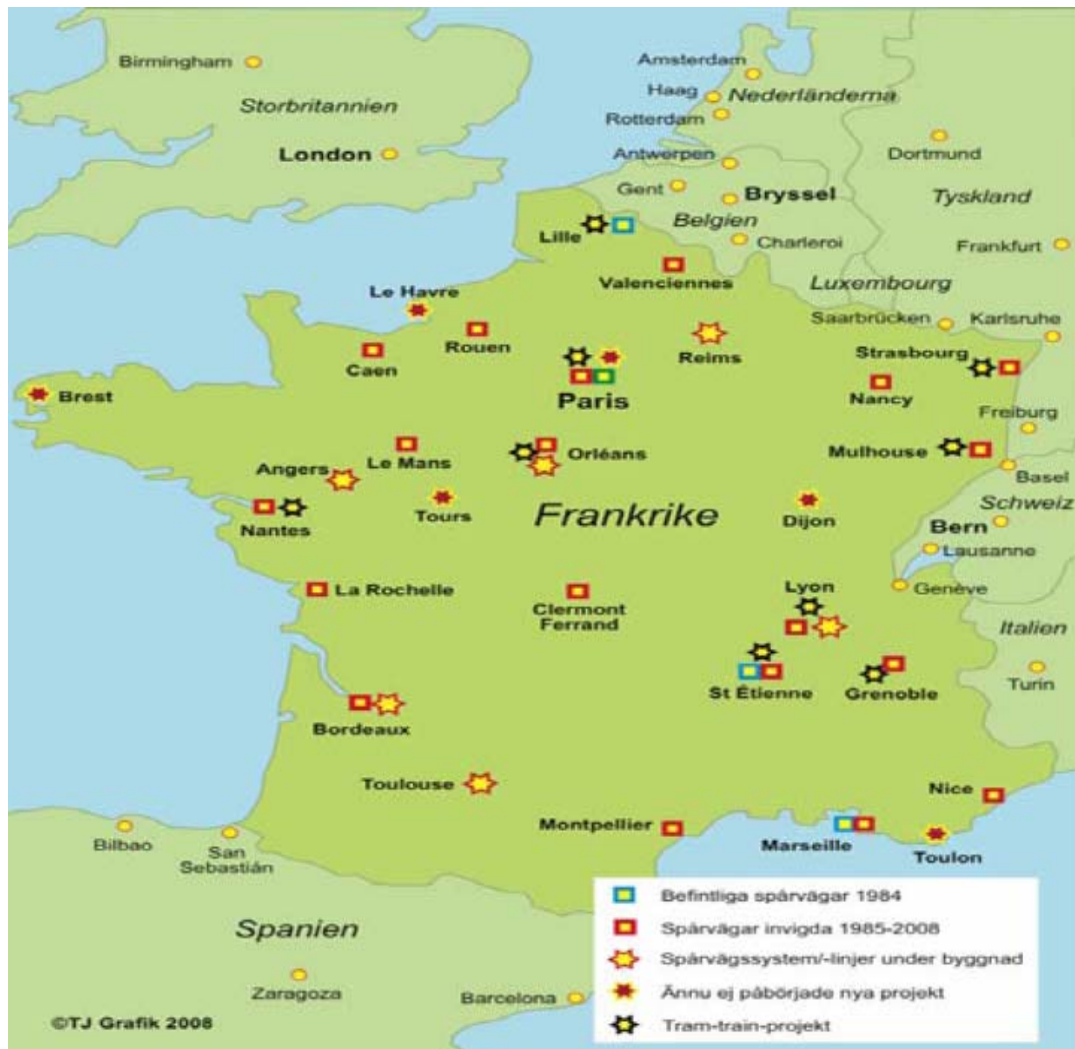 Birmingham
Storbritannien
London
Amsterdam
Haag
Nederländerna
Rotterdam
Antwerpen
Gent
Bryssel
Belgien
Charleroi
Dortmund
Tyskland
Frankfurt
Luxembourg
Saarbrücken
Karlsruhe
Lille
Valenciennes
Le Havre
Rouen
Caen
Reims
Strasbourg
Paris
Nancy
Brest
Freiburg
Le Mans
Orléans
Mulhouse
Basel
Angers
Schweiz
Nantes
Tours
Frankrike
Dijon
Bern
Lausanne
Genève
La Rochelle
Clermont
Ferrand
Lyon
Italien
St Étienne
Grenoble
Turin
Bordeaux
Toulouse
Nice
Montpellier
Marseille
Toulon
Bilbao
San
Sebastián
Spanien
Zaragoza
Barcelona
Befintliga spårvägar 1984
Spårvägar invigda 1985-2008
Spårvägssystem/-linjer under byggnad
Ännu ej påbörjade nya projekt
Tram-train-projekt
©TJ Grafik 2008